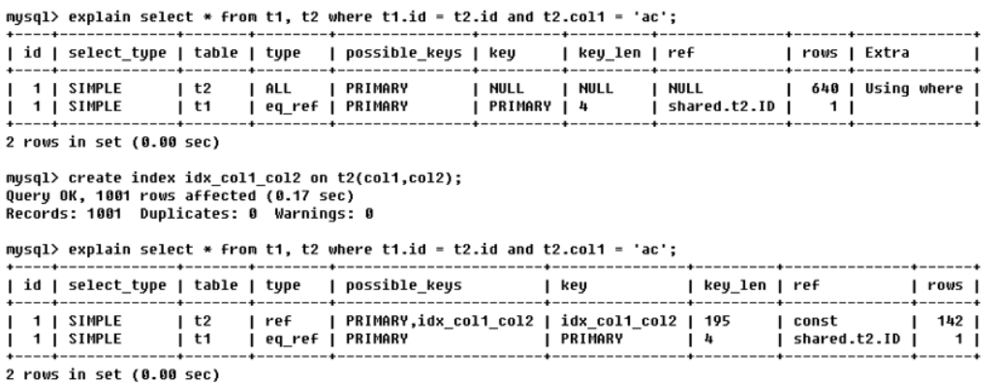 mysql> explain select * from t1, t2 where t1.id = t2.id and t2.col1 = 'ac';
+----+-------------+-------+--------+---------------+---------+---------+--------------+------+-------------+
| id | select_type | table | type   | possible_keys | key     | key_len | ref          | rows | Extra       |
+----+-------------+-------+--------+---------------+---------+---------+--------------+------+-------------+
|  1 | SIMPLE      | t2    | ALL    | PRIMARY       | NULL    | NULL    | NULL         |  640 | Using where |
|  1 | SIMPLE      | t1    | eq_ref | PRIMARY       | PRIMARY | 4       | shared.t2.ID |    1 |             |
+----+-------------+-------+--------+---------------+---------+---------+--------------+------+-------------+
2 rows in set (0.00 sec)
mysql> create index idx_col1_col2 on t2(col1,col2);
Query OK, 1001 rows affected (0.17 sec)
Records: 1001  Duplicates: 0  Warnings: 0
mysql> explain select * from t1, t2 where t1.id = t2.id and t2.col1 = 'ac';
+----+-------------+-------+--------+-----------------------+---------------+---------+--------------+------+
| id | select_type | table | type   | possible_keys         | key           | key_len | ref          | rows |
+----+-------------+-------+--------+-----------------------+---------------+---------+--------------+------+
|  1 | SIMPLE      | t2    | ref    | PRIMARY,idx_col1_col2 | idx_col1_col2 | 195     | const        |  142 |
|  1 | SIMPLE      | t1    | eq_ref | PRIMARY               | PRIMARY       | 4       | shared.t2.ID |    1 |
+----+-------------+-------+--------+-----------------------+---------------+---------+--------------+------+
2 rows in set (0.00 sec)